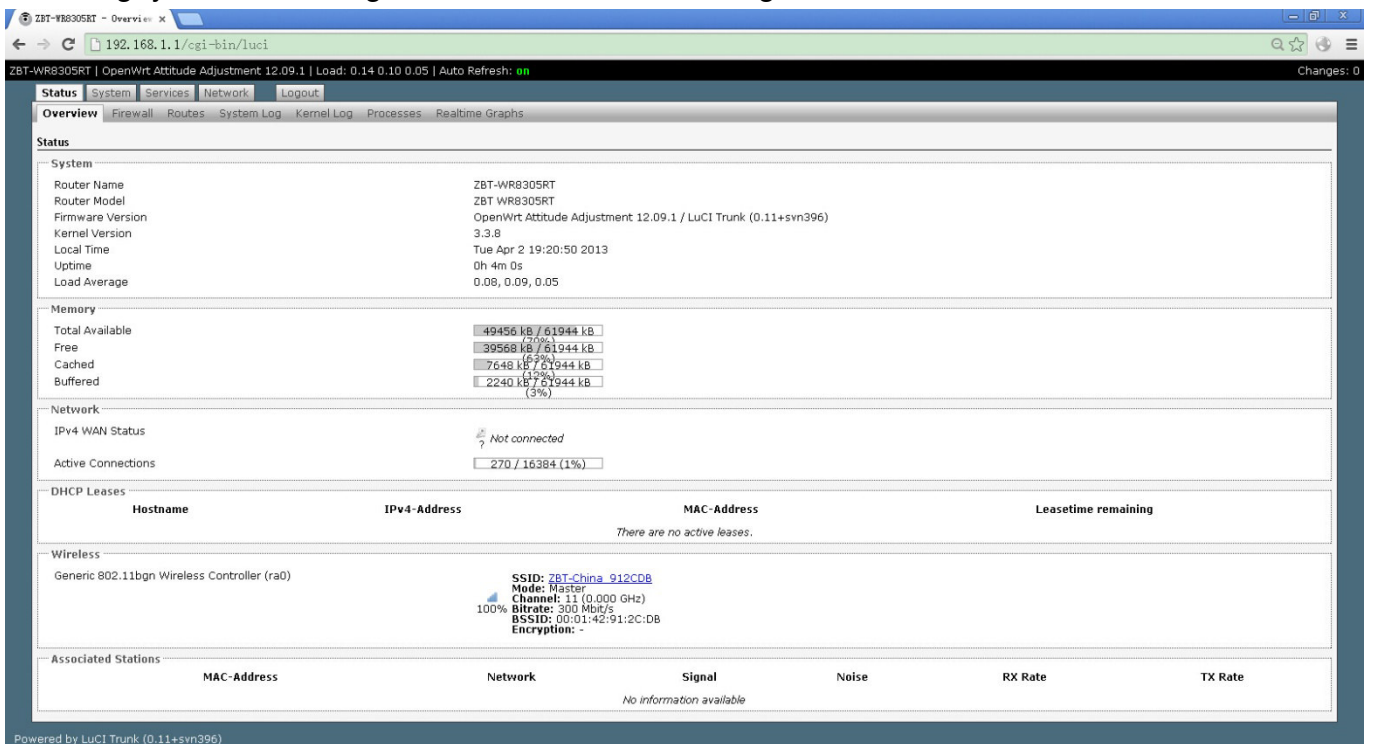 ZBT-WR8305RT - Overview
192.168.1.1/cgi-bin/luci
ZBT-WR8305RT | OpenWrt Attitude Adjustment 12.09.1 | Load: 0.14 0.10 0.05 | Auto Refresh: on Changes: 0
Status System Services Network Logout
Overview Firewall Routes System Log Kernel Log Processes Realtime Graphs
Status
System
Router Name ZBT-WR8305RT
Router Model ZBT WR8305RT
Firmware Version OpenWrt Attitude Adjustment 12.09.1 / LuCI Trunk (0.11+svn396)
Kernel Version 3.3.8
Local Time Tue Apr 2 19:20:50 2013
Uptime 0h 4m 0s
Load Average 0.08, 0.09, 0.05
Memory
Total Available 49456 kB / 61944 kB
(79%)
Free 39568 kB / 61944 kB
(63%)
Cached 7648 kB / 61944 kB
(12%)
Buffered 2240 kB / 61944 kB
(3%)
Network
IPv4 WAN Status ? Not connected
Active Connections 270 / 16384 (1%)
DHCP Leases
Hostname IPv4-Address MAC-Address Leasetime remaining
There are no active leases.
Wireless
Generic 802.11bgn Wireless Controller (ra0)
SSID: ZBT-China_912CDB
Mode: Master
Channel: 11 (0.000 GHz)
100% Bitrate: 300 Mbit/s
BSSID: 00:01:42:91:2C:DB
Encryption: -
Associated Stations
MAC-Address Network Signal Noise RX Rate TX Rate
No information available
Powered by LuCI Trunk (0.11+svn396)